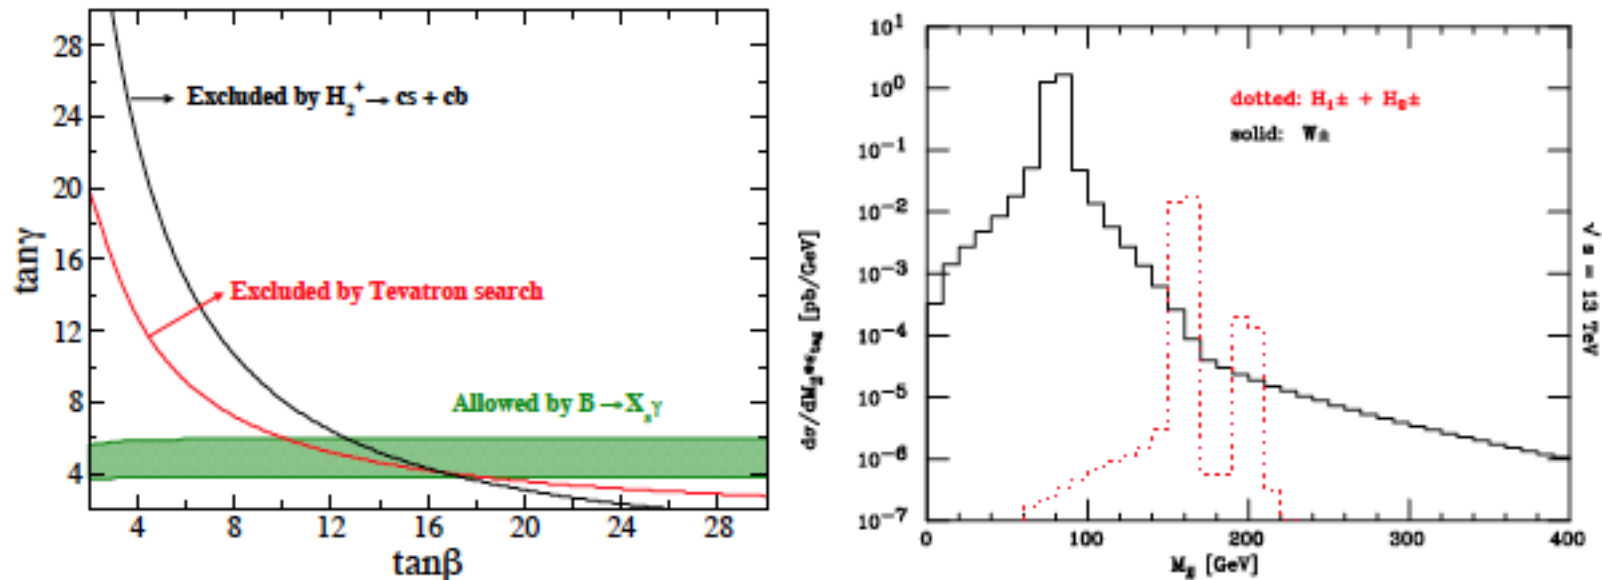 28
24
20
16
12
8
4
tanγ
Excluded by H₂⁺→ cs + cb
Excluded by Tevatron search
Allowed by B→Xₛγ
4 8 12 16 20 24 28
tanβ
10¹
10⁰
10⁻¹
10⁻²
10⁻³
10⁻⁴
10⁻⁵
10⁻⁶
10⁻⁷
[pb/GeV]
dotted: H₁± + H₂±
solid: W±
√ s = 13 TeV
0 100 200 300 400
[GeV]